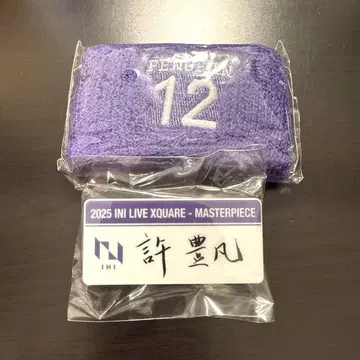 12
2025 INI LIVE XQUARE - MASTERPIECE
INI
許豊凡